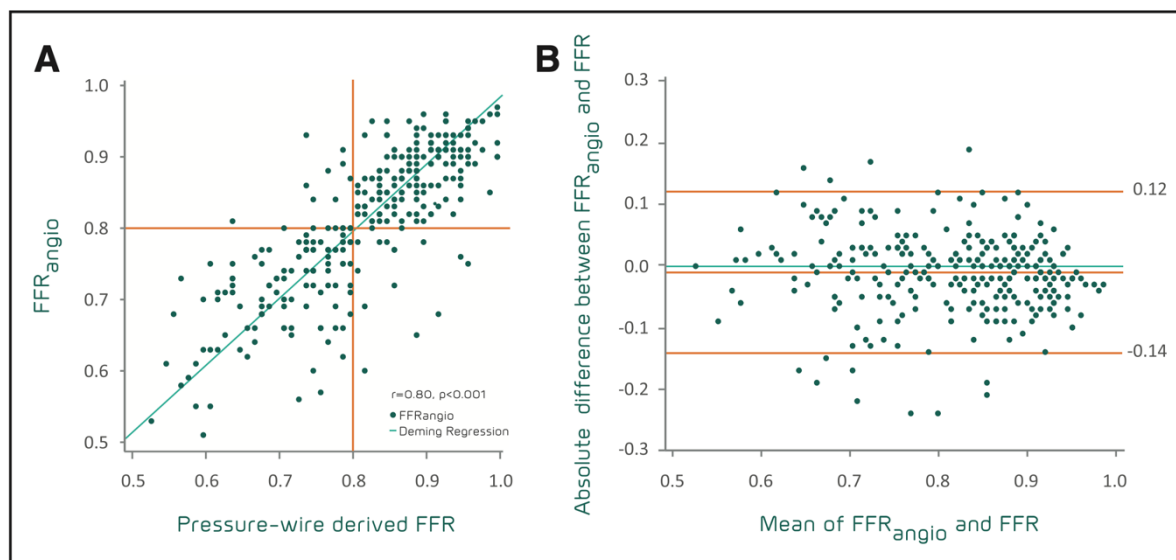 A
FFRangio
1.0
0.9
0.8
0.7
0.6
0.5
r=0.80, p<0.001
FFRangio
Deming Regression
0.5 0.6 0.7 0.8 0.9 1.0
Pressure-wire derived FFR
B
Absolute difference between FFRangio and FFR
0.3
0.2
0.1
0.0
-0.1
-0.2
-0.3
0.12
-0.14
0.5 0.6 0.7 0.8 0.9 1.0
Mean of FFRangio and FFR